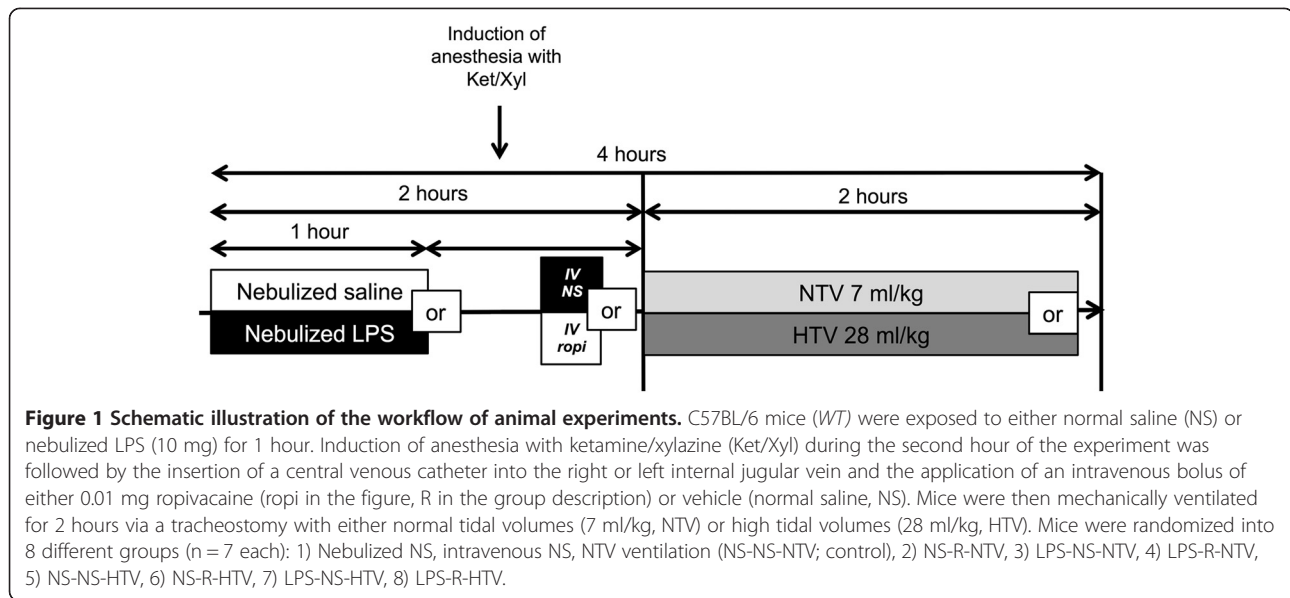 Induction of
anesthesia with
Ket/Xyl
4 hours
2 hours
2 hours
1 hour
Nebulized saline
or
Nebulized LPS
IV
NS
or
IV
ropi
NTV 7 ml/kg
or
HTV 28 ml/kg
Figure 1 Schematic illustration of the workflow of animal experiments. C57BL/6 mice (WT) were exposed to either normal saline (NS) or
nebulized LPS (10 mg) for 1 hour. Induction of anesthesia with ketamine/xylazine (Ket/Xyl) during the second hour of the experiment was
followed by the insertion of a central venous catheter into the right or left internal jugular vein and the application of an intravenous bolus of
either 0.01 mg ropivacaine (ropi in the figure, R in the group description) or vehicle (normal saline, NS). Mice were then mechanically ventilated
for 2 hours via a tracheostomy with either normal tidal volumes (7 ml/kg, NTV) or high tidal volumes (28 ml/kg, HTV). Mice were randomized into
8 different groups (n = 7 each): 1) Nebulized NS, intravenous NS, NTV ventilation (NS-NS-NTV; control), 2) NS-R-NTV, 3) LPS-NS-NTV, 4) LPS-R-NTV,
5) NS-NS-HTV, 6) NS-R-HTV, 7) LPS-NS-HTV, 8) LPS-R-HTV.